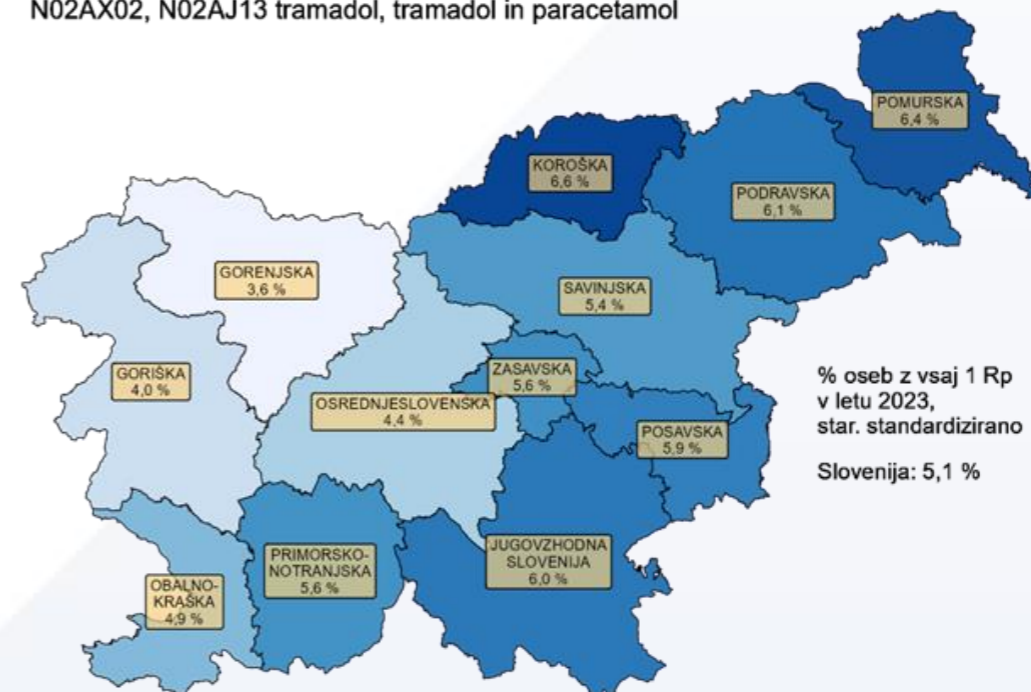 N02AX02, N02AJ13 tramadol, tramadol in paracetamol
POMURSKA
6,4 %
KOROŠKA
6,6 %
PODRAVSKA
6,1 %
GORENJSKA
3,6 %
SAVINJSKA
5,4 %
GORIŠKA
4,0 %
ZASAVSKA
5,6 %
OSREDNJESLOVENSKA
4,4 %
POSAVSKA
5,9 %
% oseb z vsaj 1 Rp
v letu 2023,
star. standardizirano
Slovenija: 5,1 %
JUGOVZHODNA
SLOVENIJA
6,0 %
PRIMORSKO-
NOTRANJSKA
5,6 %
OBALNO-
KRAŠKA
4,9 %